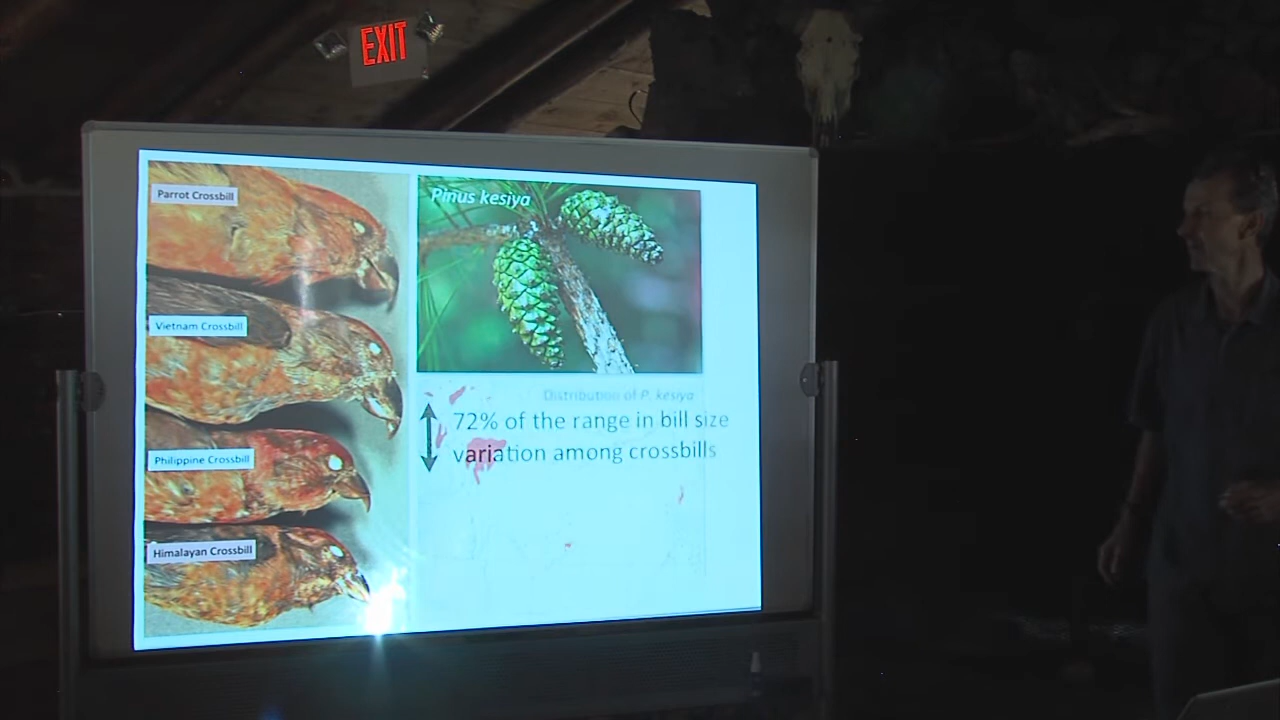 EXIT
Parrot Crossbill
Vietnam Crossbill
Philippine Crossbill
Himalayan Crossbill
Pinus kesiya
Distribution of P. kesiya
72% of the range in bill size
variation among crossbills